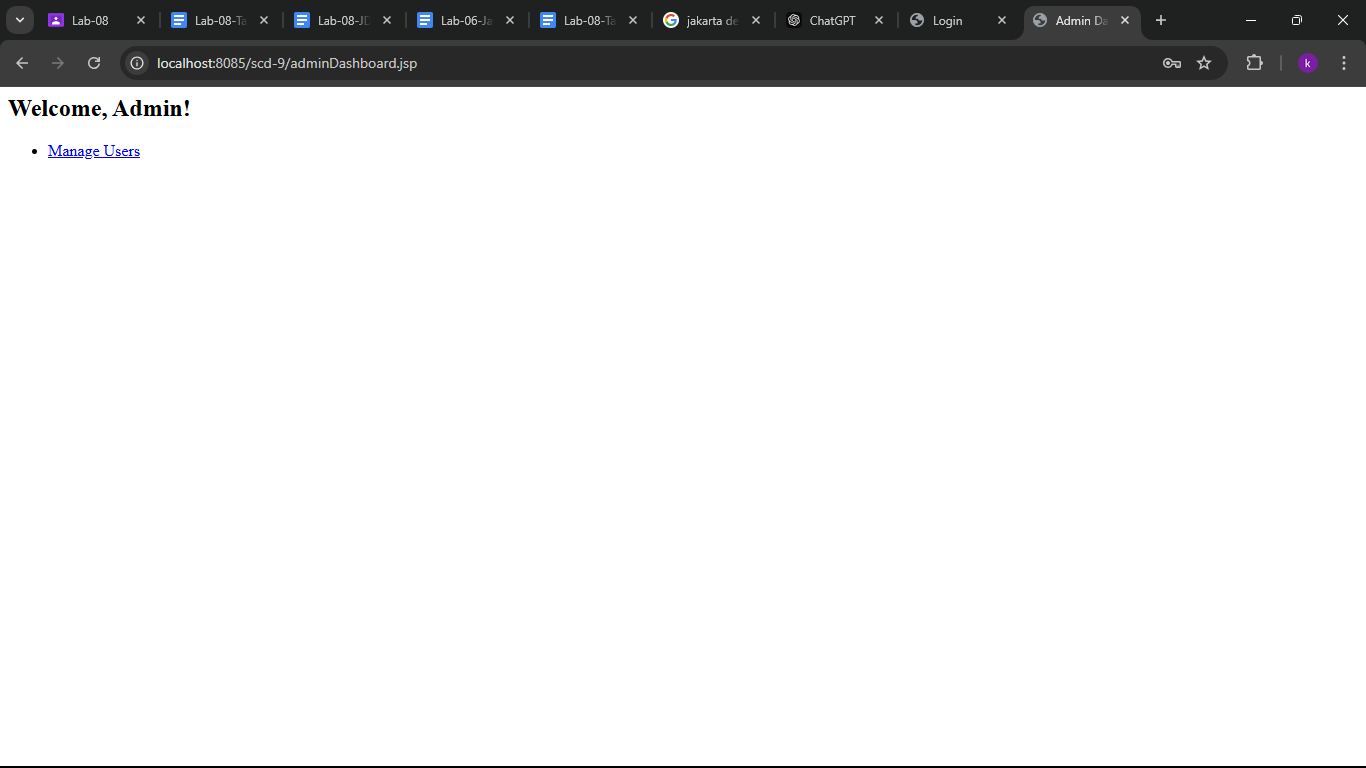 Lab-08
Lab-08-Ta
Lab-08-JD
Lab-06-Ja
Lab-08-Ta
jakarta de
ChatGPT
Login
Admin Da
localhost:8085/scd-9/adminDashboard.jsp
k
Welcome, Admin!
Manage Users